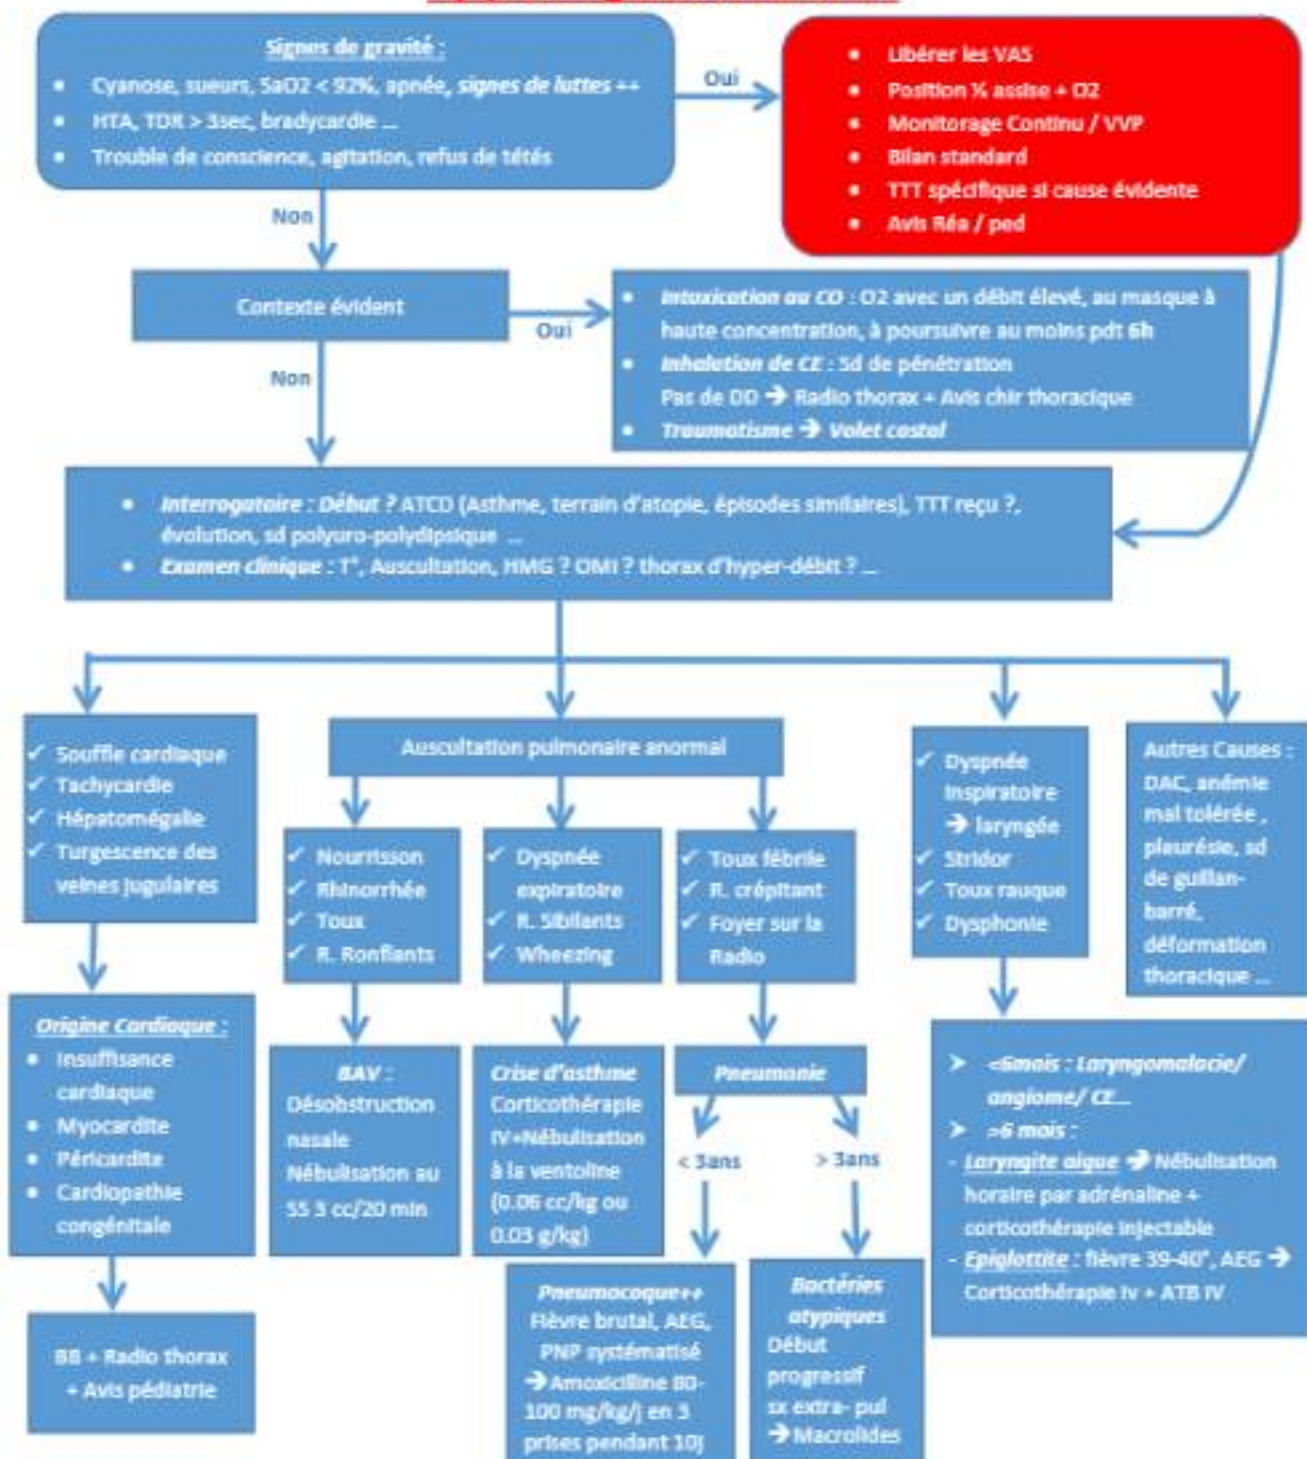 Signes de gravité :
• Cyanose, sueurs, SaO2 < 92%, apnée, signes de luttes ++
• HTA, TDR > 3sec, bradycardie ...
• Trouble de conscience, agitation, refus de tétés
Oui
• Libérer les VAS
• Position ½ assise + O2
• Monitorage Continu / VVP
• Bilan standard
• TTT spécifique si cause évidente
• Avis Réa / ped
Non
Contexte évident
Oui
• Intoxication au CO : O2 avec un débit élevé, au masque à
haute concentration, à poursuivre au moins pdt 6h
• Inhalation de CE : Sd de pénétration
Pas de DD ➔ Radio thorax + Avis chir thoracique
• Traumatisme ➔ Volet costal
Non
• Interrogatoire : Début ? ATCD (Asthme, terrain d'atopie, épisodes similaires), TTT reçu ?,
évolution, sd polyuro-polydipsique ...
• Examen clinique : T°, Auscultation, HMG ? OMI ? thorax d'hyper-débit ? ...
✓ Souffle cardiaque
✓ Tachycardie
✓ Hépatomégalie
✓ Turgescence des
veines jugulaires
Origine Cardiaque :
• Insuffisance
cardiaque
• Myocardite
• Péricardite
• Cardiopathie
congénitale
BB + Radio thorax
+ Avis pédiatrie
Auscultation pulmonaire anormal
✓ Nourrisson
✓ Rhinorrhée
✓ Toux
✓ R. Ronflants
BAV :
Désobstruction
nasale
Nébulisation au
SS 3 cc/20 min
✓ Dyspnée
expiratoire
✓ R. Sibilants
✓ Wheezing
Crise d'asthme
Corticothérapie
IV+Nébulisation
à la ventoline
(0.06 cc/kg ou
0.03 g/kg)
✓ Toux fébrile
✓ R. crépitant
✓ Foyer sur la
Radio
Pneumonie
< 3ans
> 3ans
Pneumocoque++
Fièvre brutal, AEG,
PNP systématisé
➔Amoxicilline 80-
100 mg/kg/j en 3
prises pendant 10j
Bactéries
atypiques
Début
progressif
sx extra- pul
➔Macrolides
✓ Dyspnée
Inspiratoire
➔ laryngée
✓ Stridor
✓ Toux rauque
✓ Dysphonie
➤ <6mois : Laryngomalacie/
angiome/ CE...
➤ >6 mois :
- Laryngite aigue ➔ Nébulisation
horaire par adrénaline +
corticothérapie injectable
- Epiglottite : fièvre 39-40°, AEG ➔
Corticothérapie Iv + ATB IV
Autres Causes :
DAC, anémie
mal tolérée ,
pleurésie, sd
de guillan-
barré,
déformation
thoracique ...